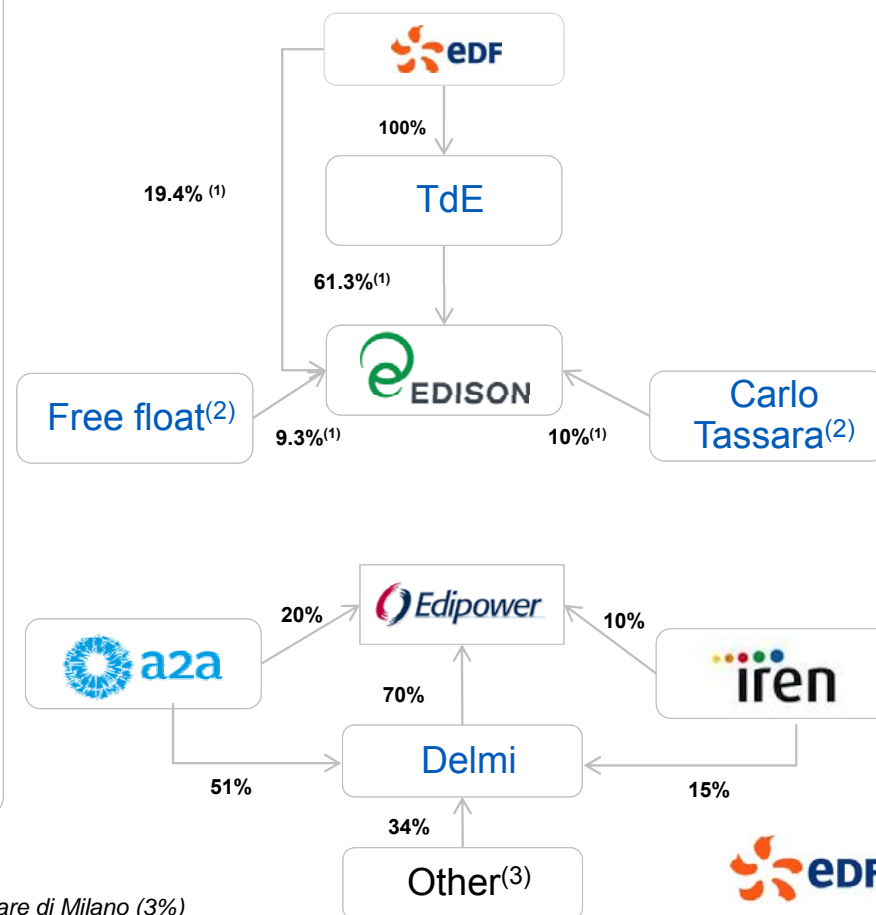 eDF
100%
19.4% (1)
TdE
61.3%(1)
EDISON
Free float(2)
Carlo
Tassara(2)
9.3%(1)
10%(1)
Edipower
20%
10%
a2a
iren
70%
Delmi
51%
15%
34%
Other(3)
eDF
are di Milano (3%)